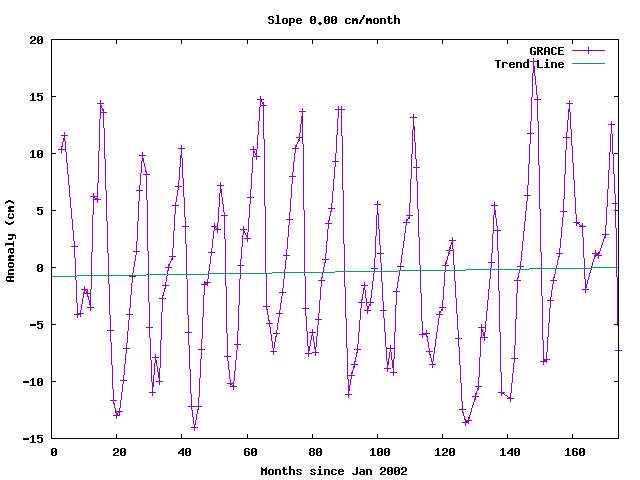 Slope 0.00 cm/month
GRACE
Trend Line
20
15
10
5
0
-5
-10
-15
Anomaly (cm)
0 20 40 60 80 100 120 140 160
Months since Jan 2002